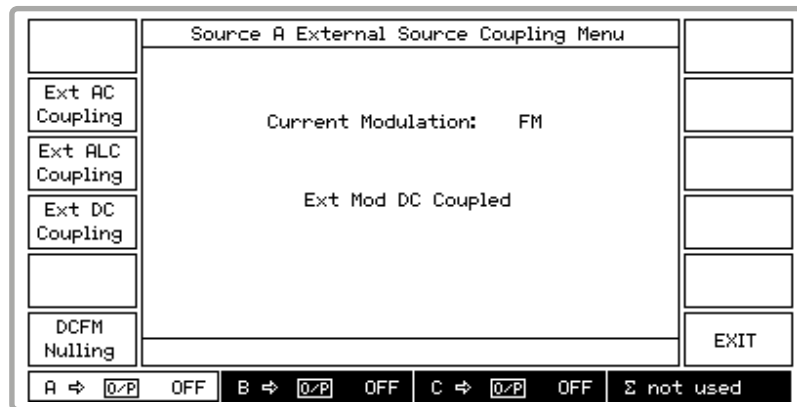 Source A External Source Coupling Menu
Ext AC
Coupling
Current Modulation: FM
Ext ALC
Coupling
Ext Mod DC Coupled
Ext DC
Coupling
DCFM
Nulling
EXIT
A ⇨ O/P OFF B ⇨ O/P OFF C ⇨ O/P OFF Σ not used